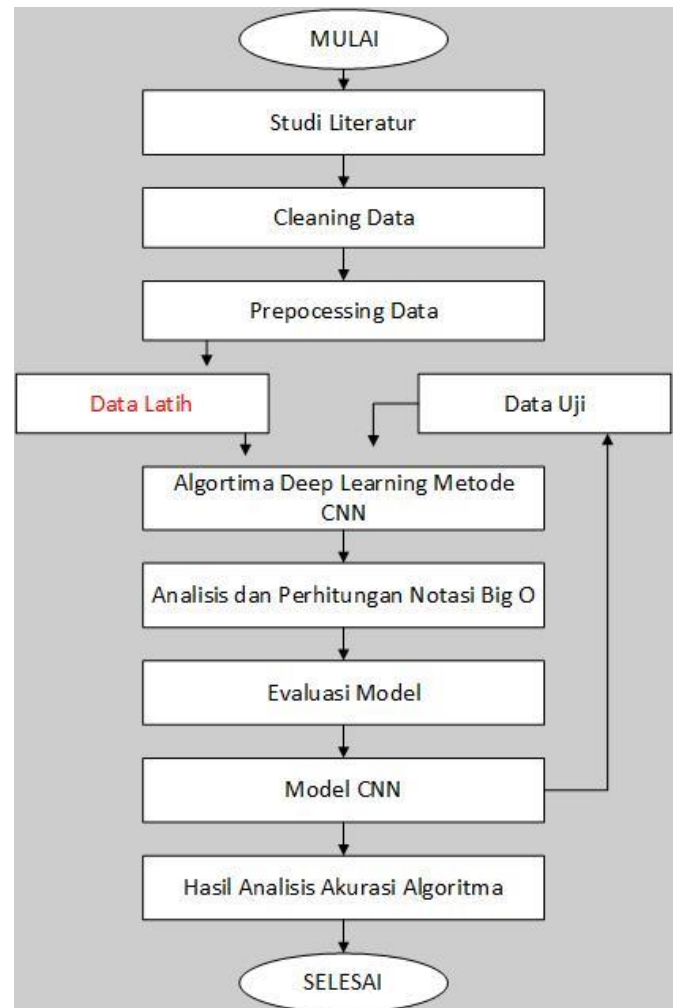 MULAI
Studi Literatur
Cleaning Data
Prepocessing Data
Data Latih
Data Uji
Algortima Deep Learning Metode
CNN
Analisis dan Perhitungan Notasi Big O
Evaluasi Model
Model CNN
Hasil Analisis Akurasi Algoritma
SELESAI